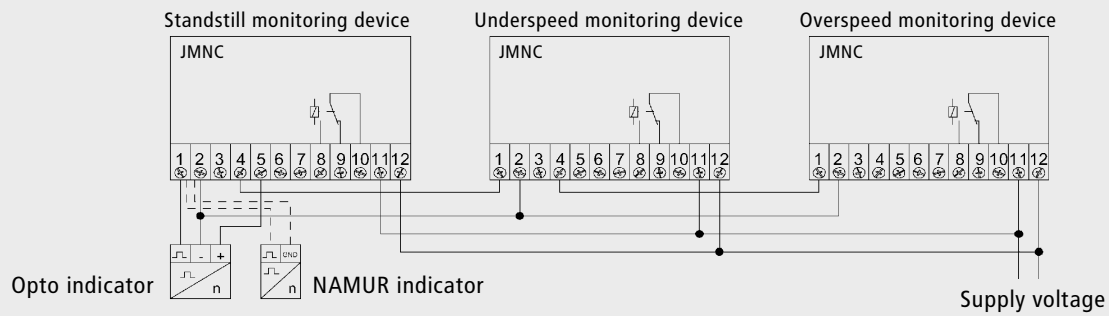 Standstill monitoring device Underspeed monitoring device Overspeed monitoring device
JMNC JMNC JMNC
1 2 3 4 5 6 7 8 9 10 11 12 1 2 3 4 5 6 7 8 9 10 11 12 1 2 3 4 5 6 7 8 9 10 11 12
- + GND
Opto indicator n n NAMUR indicator
Supply voltage